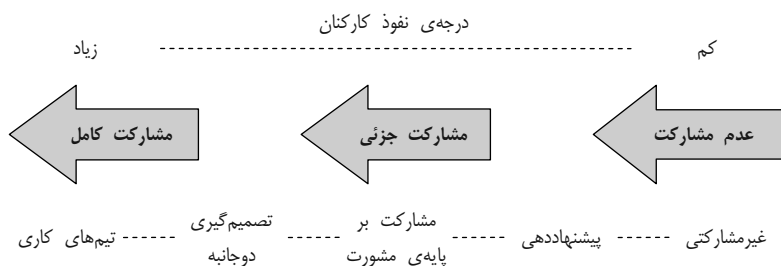 درجه‌ی نفوذ کارکنان
کم ---------------------------------------- زیاد
عدم مشارکت
مشارکت جزئی
مشارکت کامل
غیرمشارکتی ------ پیشنهاددهی ------ مشارکت بر پایه‌ی مشورت ------ تصمیم‌گیری دوجانبه ------ تیم‌های کاری